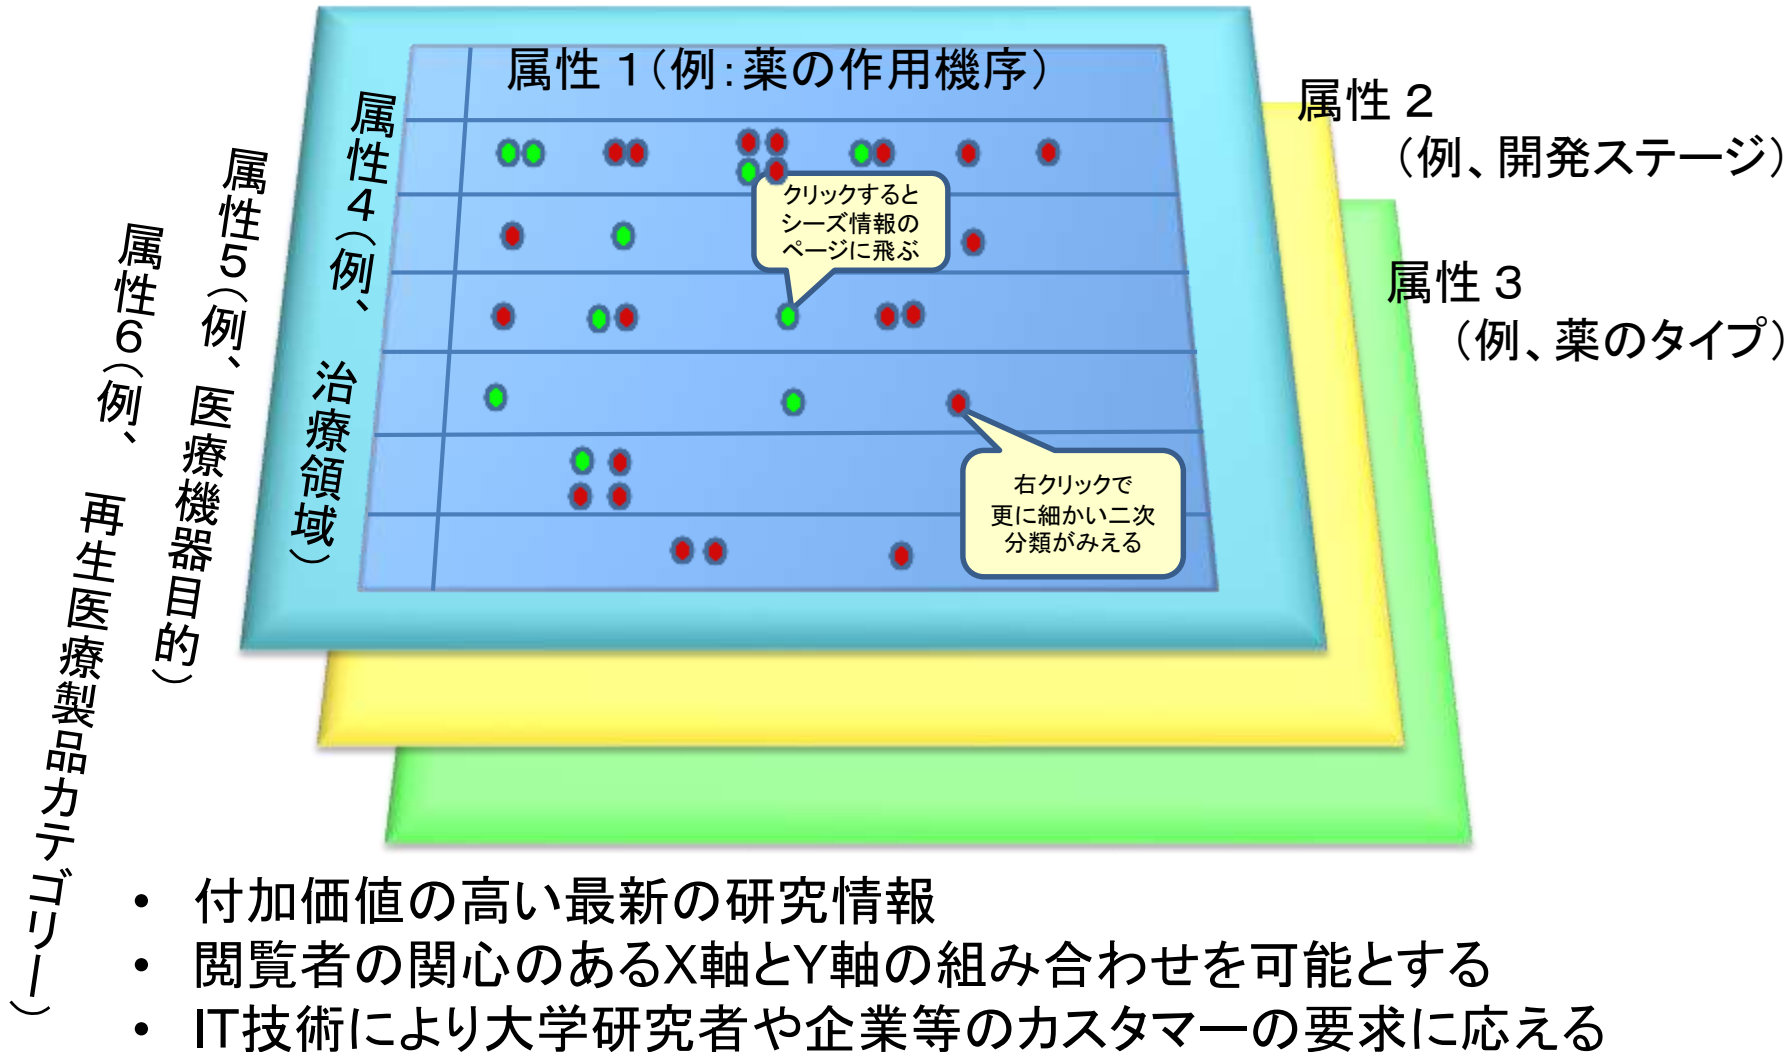 属性 1（例：薬の作用機序）
属性 2
（例、開発ステージ）
属性 3
（例、薬のタイプ）
属性4（例、 治療領域）
属性5（例、医療機器目的）
属性6（例、 再生医療製品カテゴリー）
クリックすると
シーズ情報の
ページに飛ぶ
右クリックで
更に細かい二次
分類がみえる
• 付加価値の高い最新の研究情報
• 閲覧者の関心のあるX軸とY軸の組み合わせを可能とする
• IT技術により大学研究者や企業等のカスタマーの要求に応える